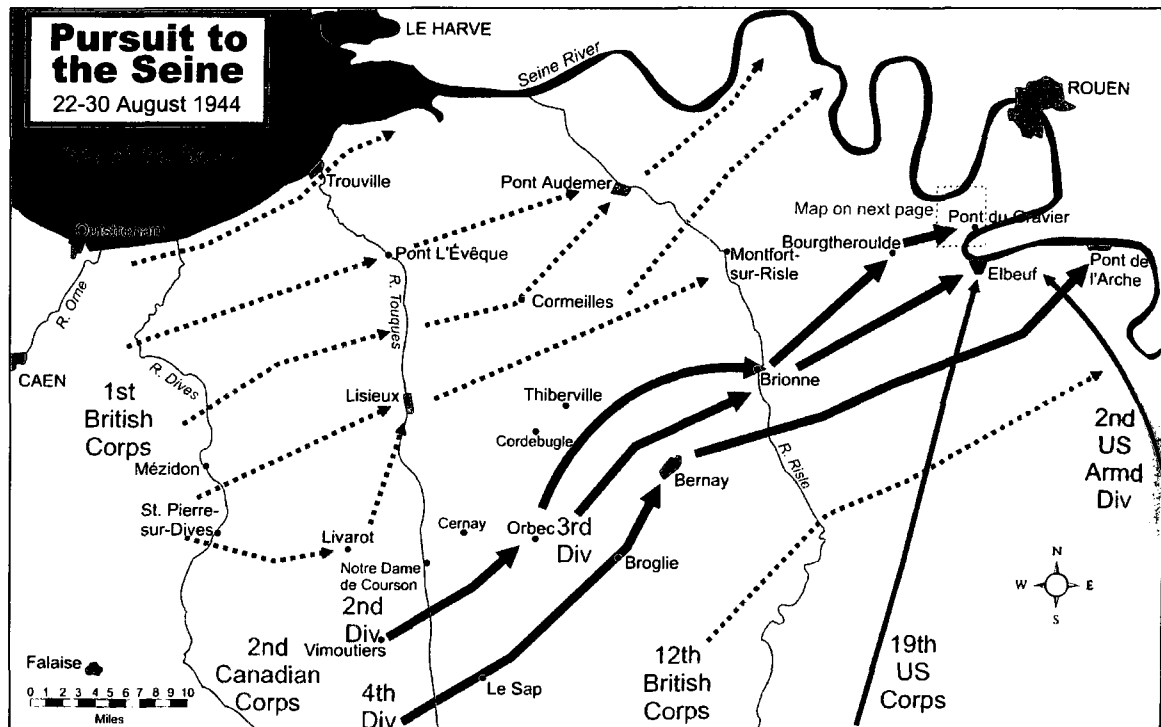 Pursuit to
the Seine
22-30 August 1944
LE HARVE
Seine River
ROUEN
Trouville
Pont Audemer
Map on next page
Pont du Gravier
Bourgtheroulde
Ouistreham
Pont L'Évêque
Montfort-
sur-Risle
Elbeuf
Pont de
l'Arche
R. Orne
R. Touques
Cormeilles
CAEN
R. Dives
Brionne
1st
British
Corps
Lisieux
Thiberville
Cordebugle
2nd
US
Armd
Div
Mézidon
R. Risle
Bernay
St. Pierre-
sur-Dives
Livarot
Cernay
Orbec
3rd
Div
Notre Dame
de Courson
Broglie
N
W
E
S
2nd
Div
Vimoutiers
2nd
Canadian
Corps
12th
British
Corps
19th
US
Corps
Falaise
0 1 2 3 4 5 6 7 8 9 10
Miles
Le Sap
4th
Div